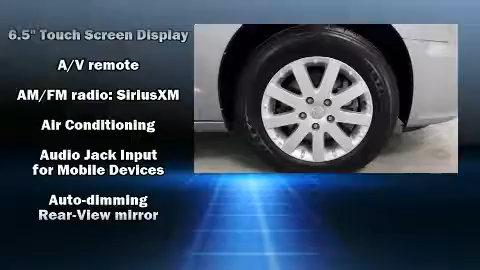 6.5" Touch Screen Display
A/V remote
AM/FM radio: SiriusXM
Air Conditioning
Audio Jack Input
for Mobile Devices
Auto-dimming
Rear-View mirror